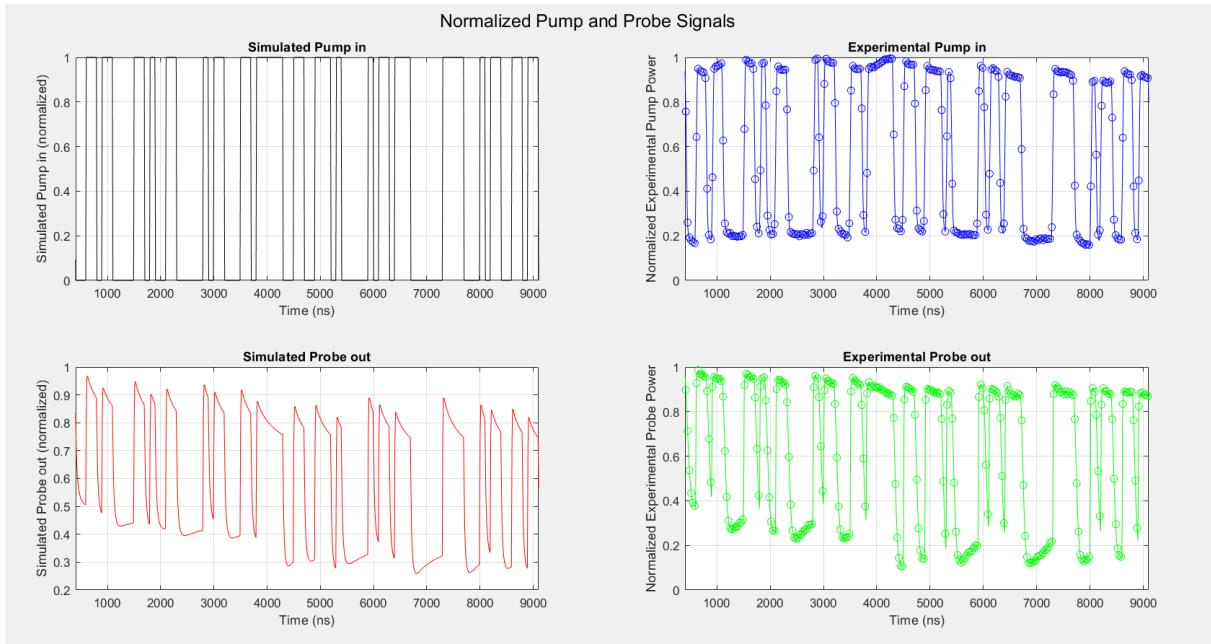 Normalized Pump and Probe Signals
Simulated Pump in
Simulated Pump in (normalized)
1
0.8
0.6
0.4
0.2
0
1000 2000 3000 4000 5000 6000 7000 8000 9000
Time (ns)
Experimental Pump in
Normalized Experimental Pump Power
1
0.8
0.6
0.4
0.2
0
1000 2000 3000 4000 5000 6000 7000 8000 9000
Time (ns)
Simulated Probe out
Simulated Probe out (normalized)
1
0.9
0.8
0.7
0.6
0.5
0.4
0.3
0.2
1000 2000 3000 4000 5000 6000 7000 8000 9000
Time (ns)
Experimental Probe out
Normalized Experimental Probe Power
1
0.8
0.6
0.4
0.2
0
1000 2000 3000 4000 5000 6000 7000 8000 9000
Time (ns)